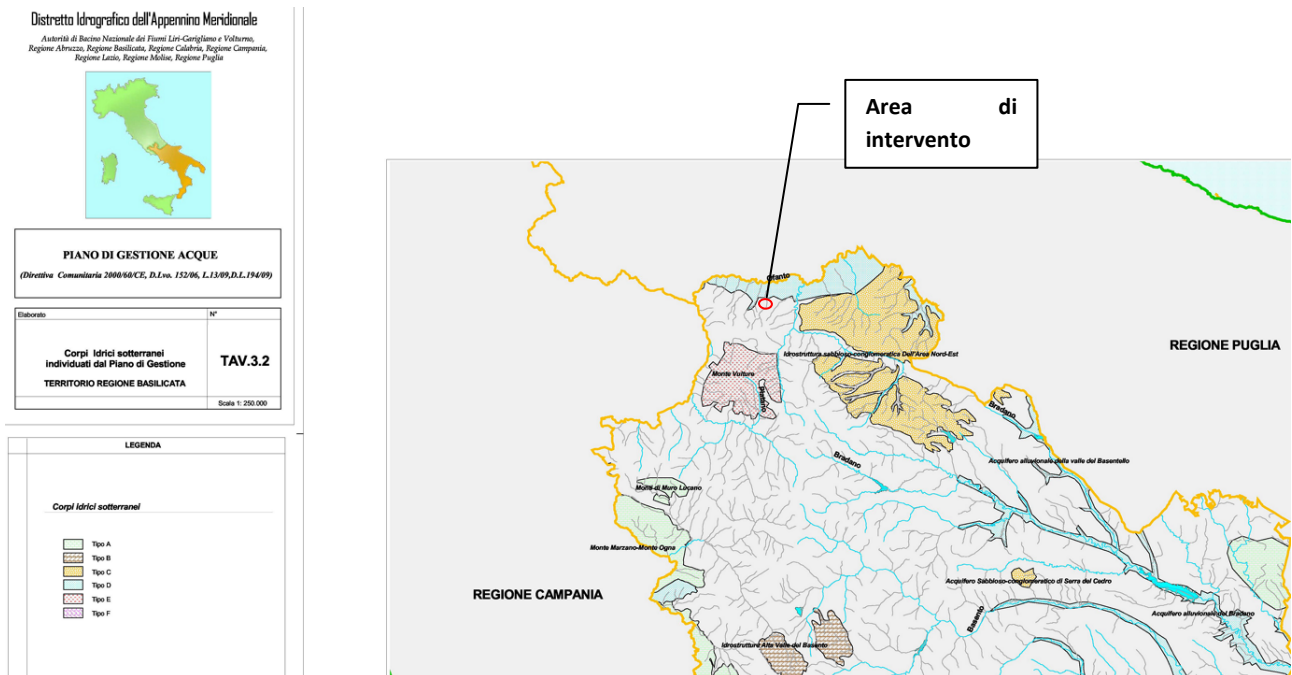 Distretto Idrografico dell'Appennino Meridionale
Autorità di Bacino Nazionale dei Fiumi Liri-Garigliano e Volturno,
Regione Abruzzo, Regione Basilicata, Regione Calabria, Regione Campania,
Regione Lazio, Regione Molise, Regione Puglia
PIANO DI GESTIONE ACQUE
(Direttiva Comunitaria 2000/60/CE, D.Lvo. 152/06, L.13/09,D.L.194/09)
Elaborato
N°
Corpi Idrici sotterranei
individuati dal Piano di Gestione
TERRITORIO REGIONE BASILICATA
TAV.3.2
Scala 1: 250.000
LEGENDA
Corpi idrici sotterranei
Tipo A
Tipo B
Tipo C
Tipo D
Tipo E
Tipo F
Area di
intervento
Ofanto
REGIONE PUGLIA
Idrostruttura sabbioso-conglomeratica Dell'Area Nord-Est
Monte Vulture
Bradano
Bradano
Acquifero alluvionale della valle del Basentello
Monti di Muro Lucano
Monte Marzano-Monte Ogna
REGIONE CAMPANIA
Acquifero Sabbioso-conglomeratico di Serra del Cedro
Basento
Acquifero alluvionale del Bradano
Idrostruttura Alta Valle del Basento